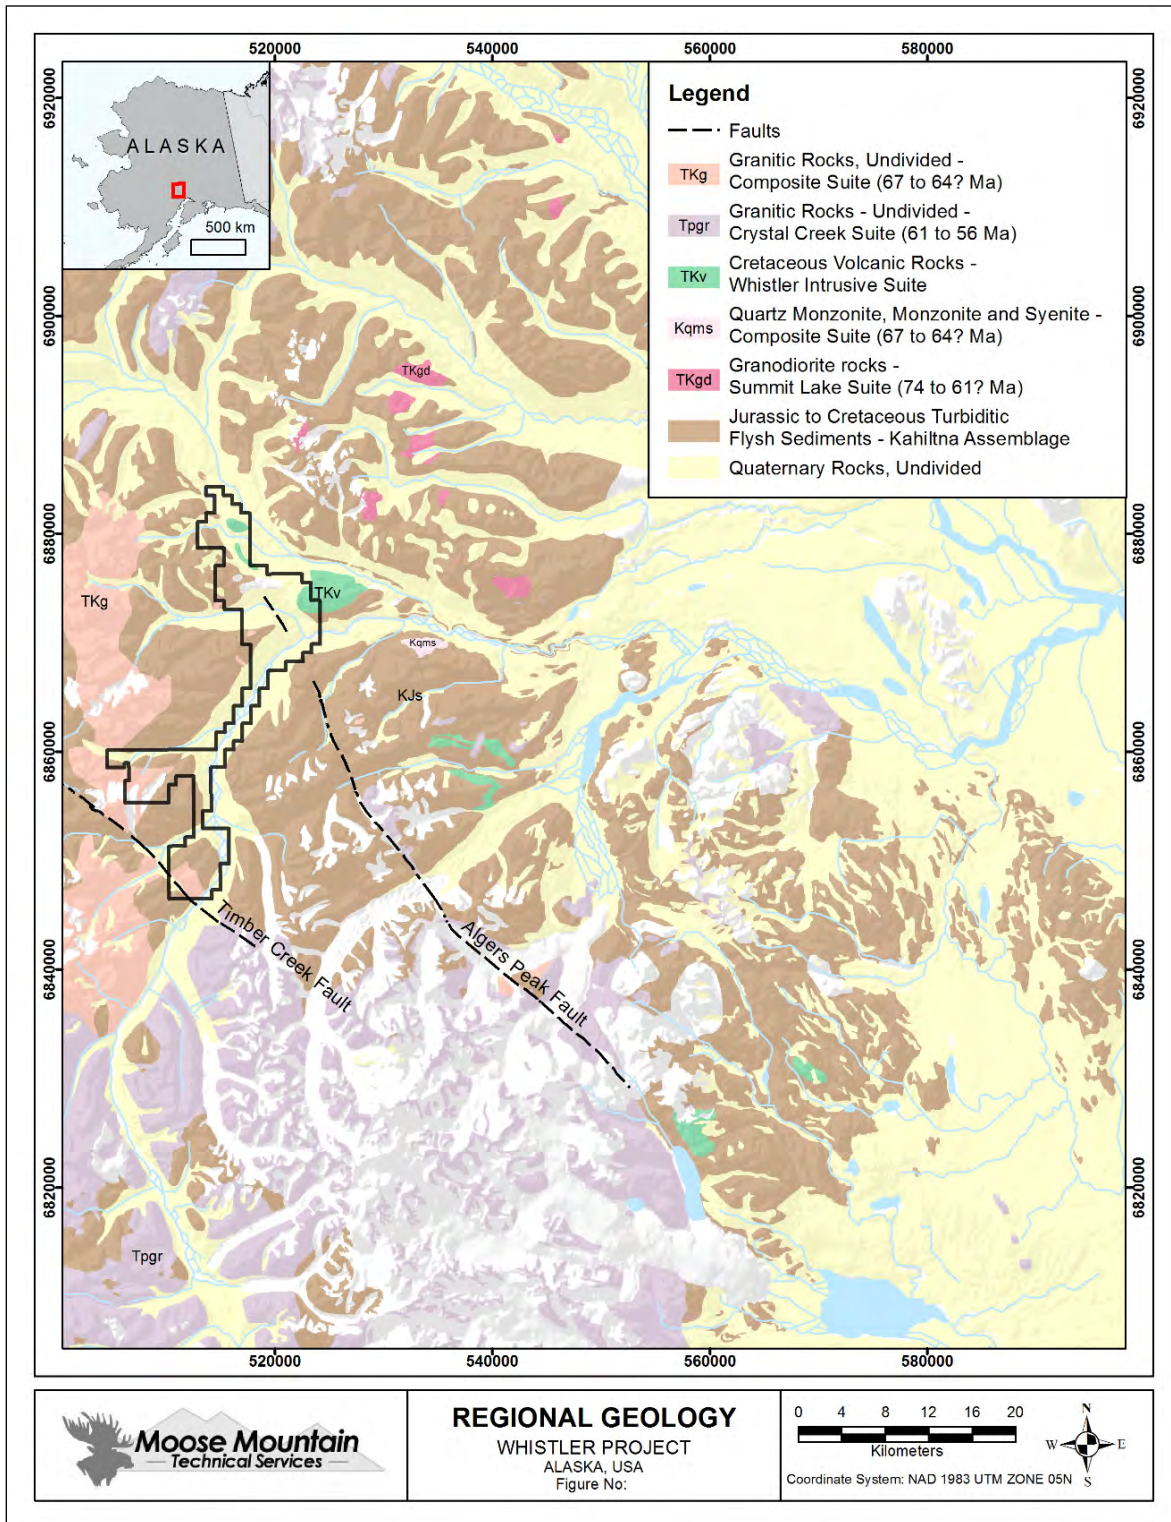 520000
540000
560000
580000
6920000
6920000
ALASKA
500 km
Legend
Faults
TKg
Granitic Rocks, Undivided -
Composite Suite (67 to 64? Ma)
Tpgr
Granitic Rocks - Undivided -
Crystal Creek Suite (61 to 56 Ma)
TKv
Cretaceous Volcanic Rocks -
Whistler Intrusive Suite
Kqms
Quartz Monzonite, Monzonite and Syenite -
Composite Suite (67 to 64? Ma)
TKgd
Granodiorite rocks -
Summit Lake Suite (74 to 61? Ma)
Jurassic to Cretaceous Turbiditic
Flysh Sediments - Kahiltna Assemblage
Quaternary Rocks, Undivided
6900000
6900000
TKgd
6880000
6880000
TKg
TKv
Kqms
KJs
6860000
6860000
Timber Creek Fault
Algers Peak Fault
6840000
6840000
6820000
6820000
Tpgr
520000
540000
560000
580000
Moose Mountain
Technical Services
REGIONAL GEOLOGY
WHISTLER PROJECT
ALASKA, USA
Figure No:
0 4 8 12 16 20
Kilometers
Coordinate System: NAD 1983 UTM ZONE 05N
N
W
E
S